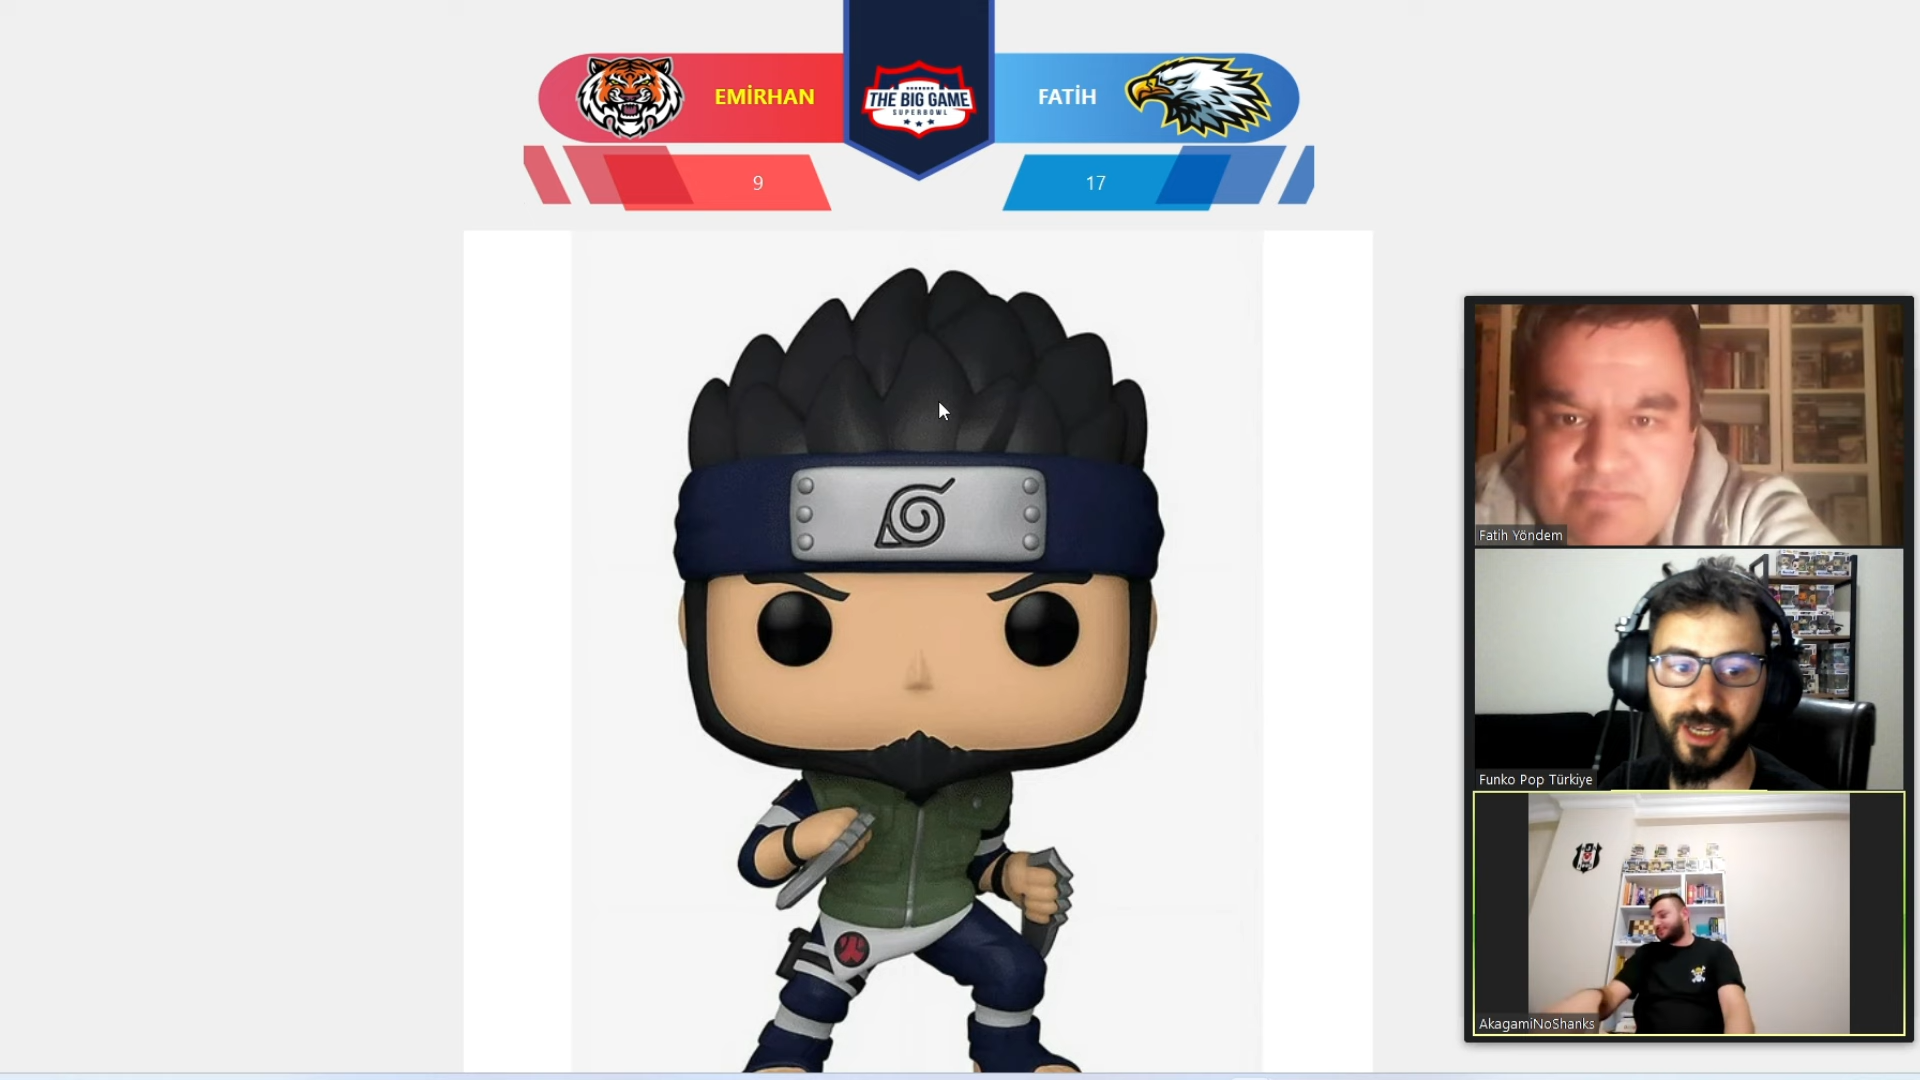 EMİRHAN
THE BIG GAME
SUPERBOWL
FATİH
9
17
Fatih Yöndem
Funko Pop Türkiye
AkagamiNoShanks